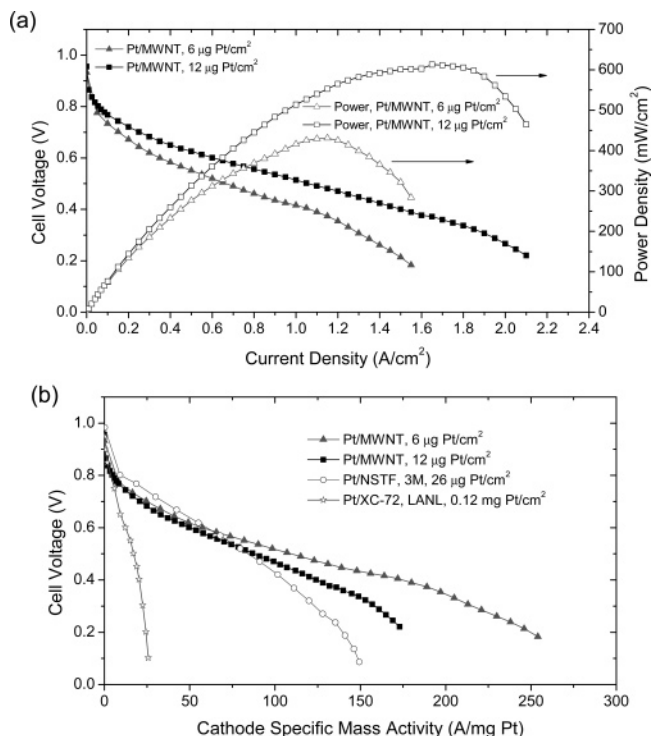 (a)
Pt/MWNT, 6 µg Pt/cm²
Pt/MWNT, 12 µg Pt/cm²
Power, Pt/MWNT, 6 µg Pt/cm²
Power, Pt/MWNT, 12 µg Pt/cm²
Cell Voltage (V)
1.0
0.8
0.6
0.4
0.2
0.0
Power Density (mW/cm²)
700
600
500
400
300
200
100
0
0.0 0.2 0.4 0.6 0.8 1.0 1.2 1.4 1.6 1.8 2.0 2.2 2.4
Current Density (A/cm²)
(b)
Pt/MWNT, 6 µg Pt/cm²
Pt/MWNT, 12 µg Pt/cm²
Pt/NSTF, 3M, 26 µg Pt/cm²
Pt/XC-72, LANL, 0.12 mg Pt/cm²
Cell Voltage (V)
1.0
0.8
0.6
0.4
0.2
0.0
0 25 50 75 100 125 150 175 200 225 250 275 300
Cathode Specific Mass Activity (A/mg Pt)